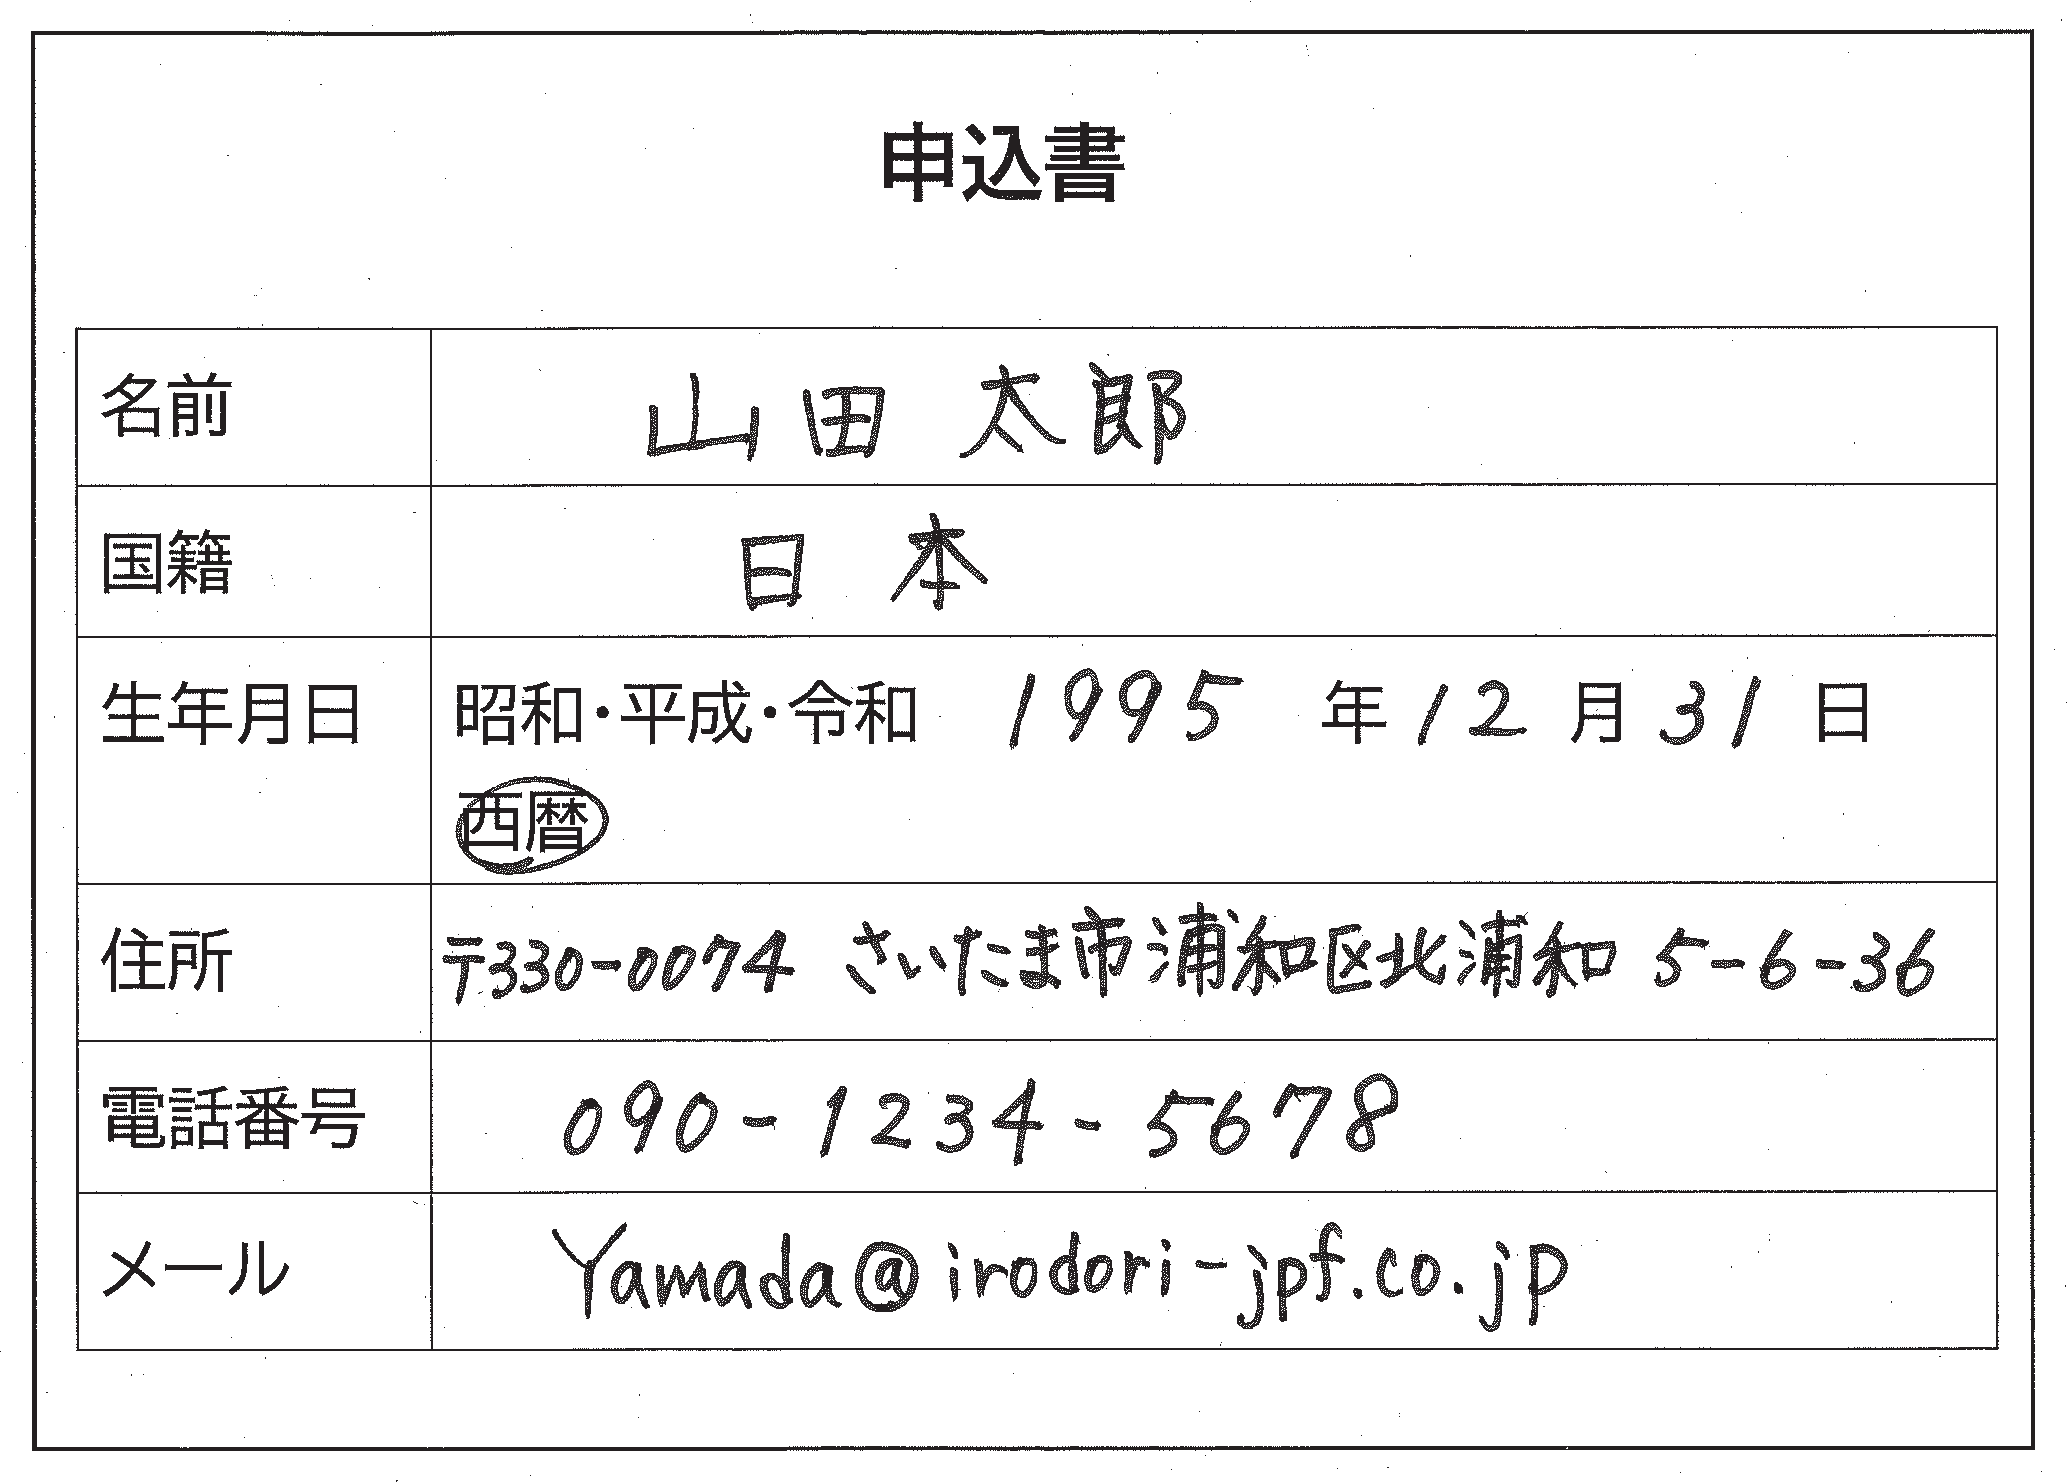 申込書
名前 山田 太郎
国籍 日本
生年月日 昭和・平成・令和 1995 年 12 月 31 日
西暦
住所 〒330-0074 さいたま市浦和区北浦和 5-6-36
電話番号 090-1234-5678
メール Yamada@irodori-jpf.co.jp